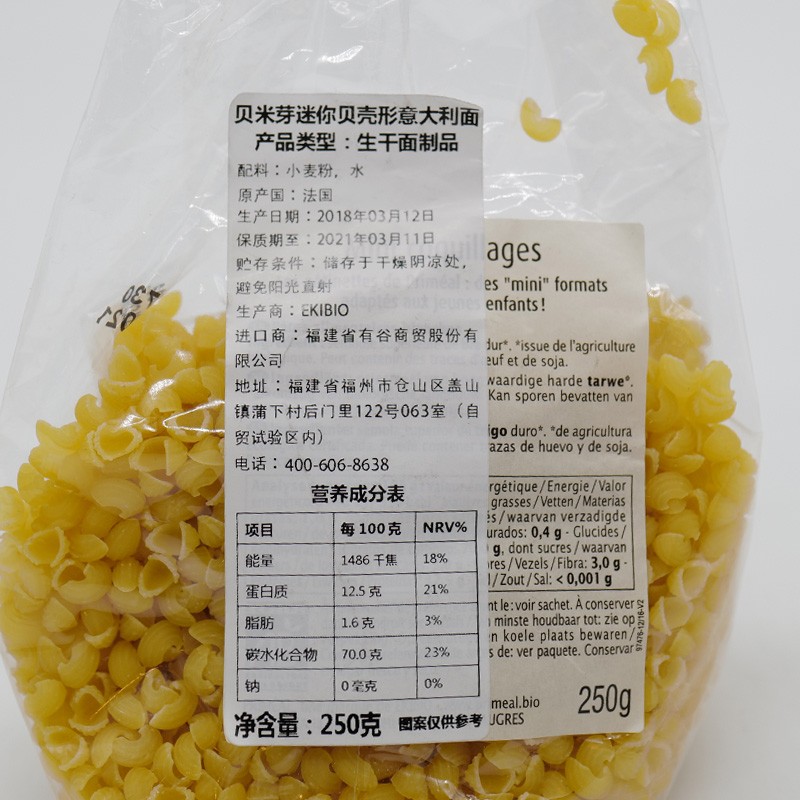 贝米芽迷你贝壳形意大利面
产品类型：生干面制品
配料：小麦粉，水
原产国：法国
生产日期：2018年03月12日
保质期至：2021年03月11日
贮存条件：储存于干燥阴凉处，
避免阳光直射
生产商：EKIBIO
进口商：福建省有谷商贸股份有
限公司
地址：福建省福州市仓山区盖山
镇蒲下村后门里122号063室（自
贸试验区内）
电话：400-606-8638
营养成分表
项目 每100克 NRV%
能量 1486千焦 18%
蛋白质 12.5克 21%
脂肪 1.6克 3%
碳水化合物 70.0克 23%
钠 0毫克 0%
净含量：250克 图案仅供参考
ages
es "mini" formats
enfants!
dur*. *issue de l'agriculture
euf et de soja.
waardige harde tarwe*.
Kan sporen bevatten van
igo duro*. *de agricultura
razas de huevo y de soja.
rgétique / Energie / Valor
grasses / Vetten / Materias
és / waarvan verzadigde
urados: 0,4 g - Glucides /
g, dont sucres / waarvan
res / Vezels / Fibra: 3,0 g -
l / Zout / Sal: < 0,001 g
nt le: voir sachet. À conserver
minste houdbaar tot: zie op
en koele plaats bewaren /
s de: ver paquete. Conservar
97476-12/16-V2
meal.bio
UGRES
250g